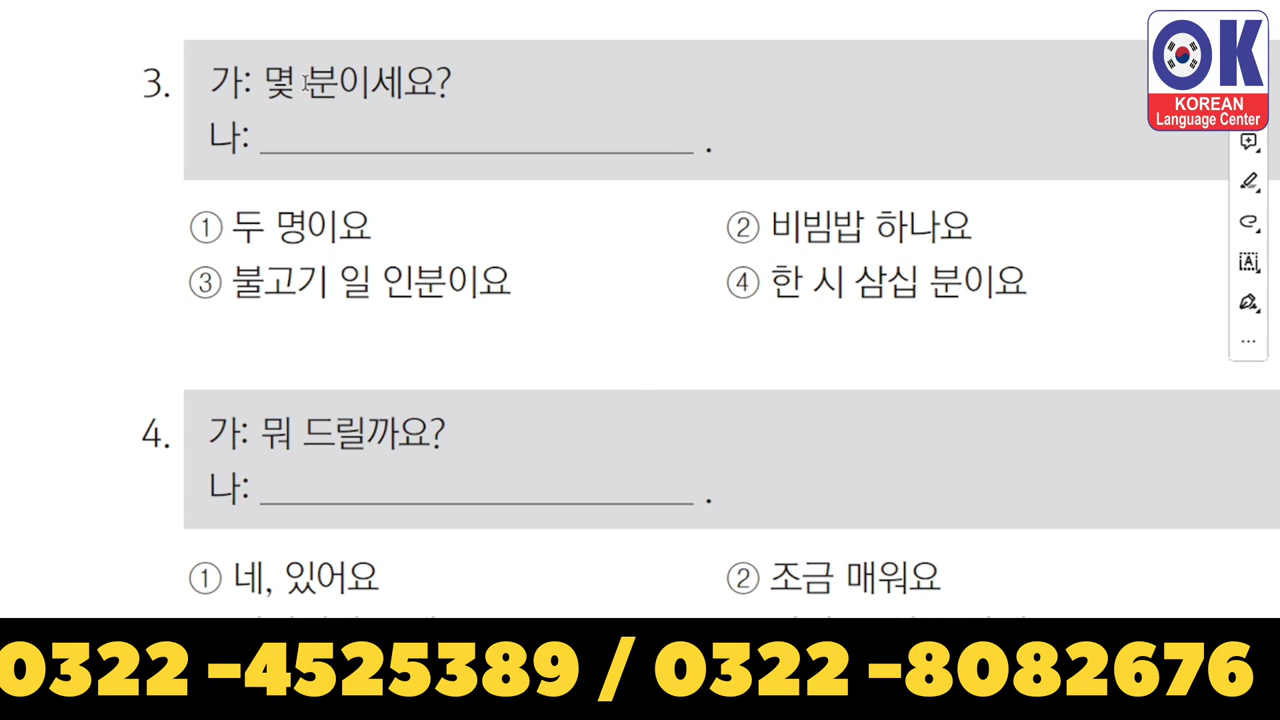 OK
KOREAN
Language Center
3. 가: 몇 분이세요?
나: ____________________ .
① 두 명이요
② 비빔밥 하나요
③ 불고기 일 인분이요
④ 한 시 삼십 분이요
4. 가: 뭐 드릴까요?
나: ____________________ .
① 네, 있어요
② 조금 매워요
0322 -4525389 / 0322 -8082676